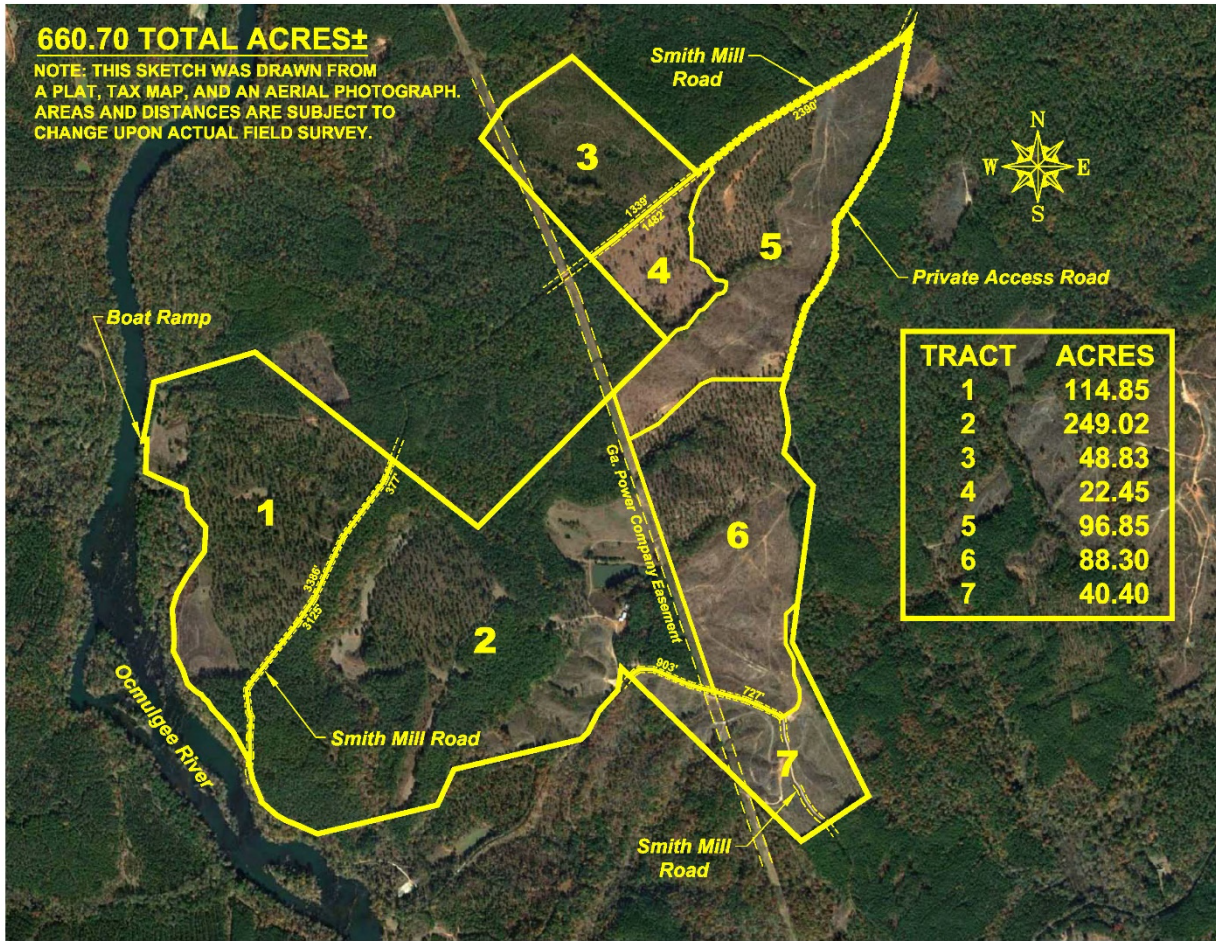 660.70 TOTAL ACRES±
NOTE: THIS SKETCH WAS DRAWN FROM
A PLAT, TAX MAP, AND AN AERIAL PHOTOGRAPH.
AREAS AND DISTANCES ARE SUBJECT TO
CHANGE UPON ACTUAL FIELD SURVEY.
Smith Mill
Road
2390'
N
W E
S
3
1339'
1482'
4
5
Private Access Road
Boat Ramp
TRACT ACRES
1 114.85
2 249.02
3 48.83
4 22.45
5 96.85
6 88.30
7 40.40
377'
1
Ga. Power Company Easement
6
3386'
3125'
2
903'
727'
Ocmulgee River
Smith Mill Road
7
Smith Mill
Road